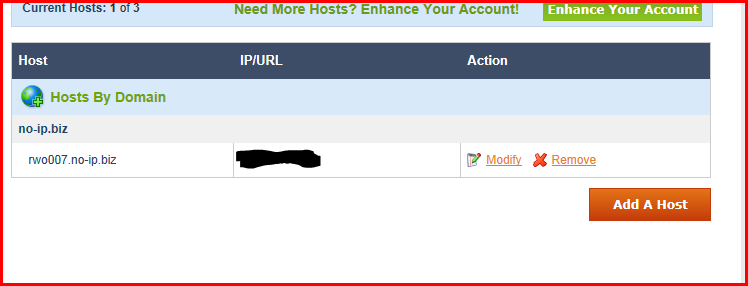 Current Hosts: 1 of 3 Need More Hosts? Enhance Your Account! Enhance Your Account
Host IP/URL Action
Hosts By Domain
no-ip.biz
rwo007.no-ip.biz Modify Remove
Add A Host